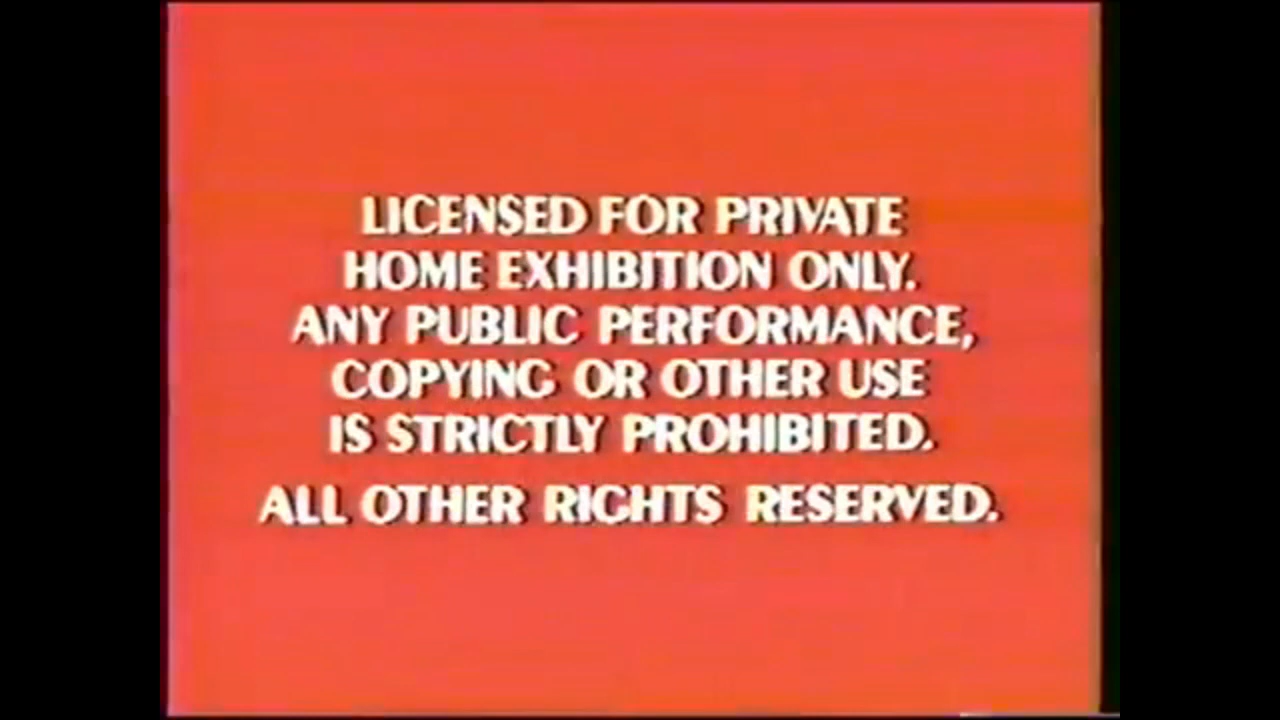 LICENSED FOR PRIVATE
HOME EXHIBITION ONLY.
ANY PUBLIC PERFORMANCE,
COPYING OR OTHER USE
IS STRICTLY PROHIBITED.
ALL OTHER RIGHTS RESERVED.